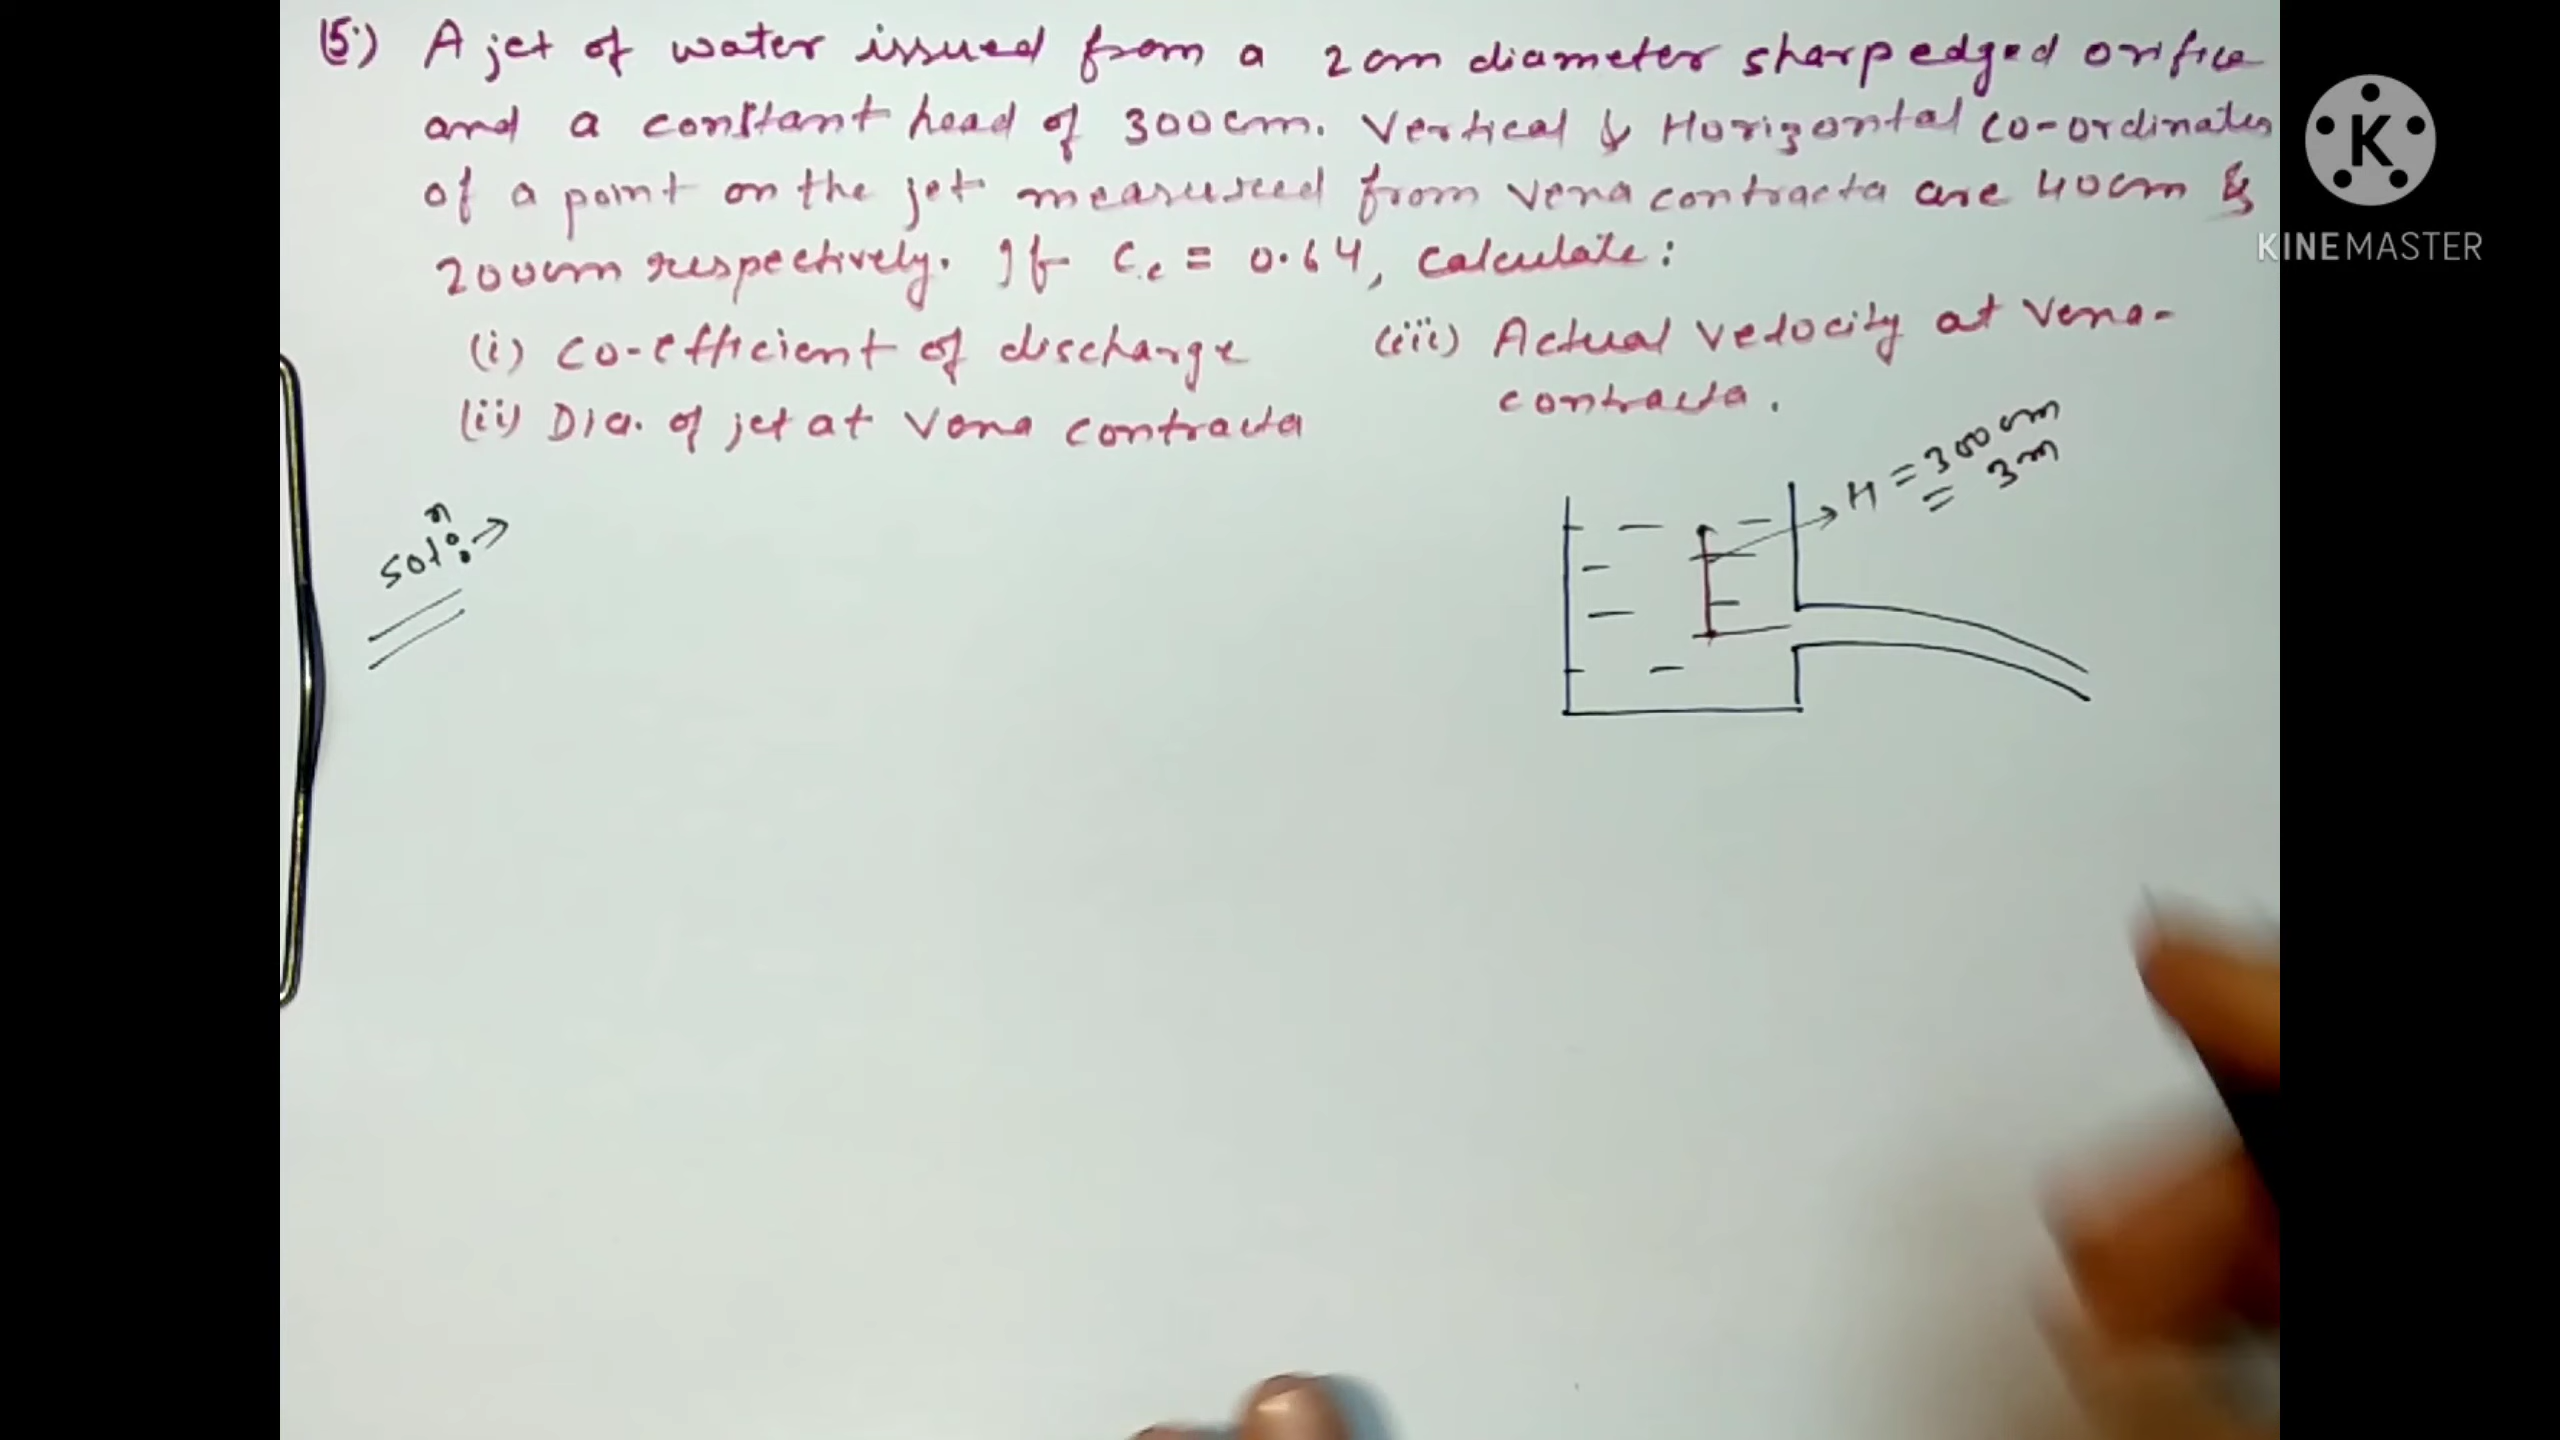 (5.) A jet of water issued from a 2cm diameter sharp edged orifice
and a constant head of 300cm. Vertical & Horizontal co-ordinates
of a point on the jet measured from vena contracta are 40cm &
200cm respectively. If Cc = 0.64, calculate:
(i) co-efficient of discharge
(ii) Dia. of jet at Vena contracta
(iii) Actual velocity at vena-
contracta.
solⁿ:→
H = 300cm
= 3m
K
KINEMASTER